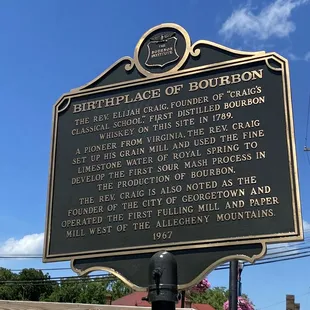 THE
BOURBON
INSTITUTE
BIRTHPLACE OF BOURBON
THE REV. ELIJAH CRAIG, FOUNDER OF "CRAIG'S
CLASSICAL SCHOOL," FIRST DISTILLED BOURBON
WHISKEY ON THIS SITE IN 1789.
A PIONEER FROM VIRGINIA, THE REV. CRAIG
SET UP HIS GRAIN MILL AND USED THE FINE
LIMESTONE WATER OF ROYAL SPRING TO
DEVELOP THE FIRST SOUR MASH PROCESS IN
THE PRODUCTION OF BOURBON.
THE REV. CRAIG IS ALSO NOTED AS THE
FOUNDER OF THE CITY OF GEORGETOWN AND
OPERATED THE FIRST FULLING MILL AND PAPER
MILL WEST OF THE ALLEGHENY MOUNTAINS.
1967